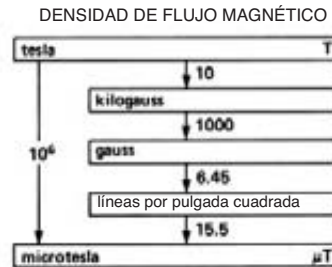 DENSIDAD DE FLUJO MAGNÉTICO
tesla T
10
kilogauss
1000
10⁶
gauss
6.45
líneas por pulgada cuadrada
15.5
microtesla μT